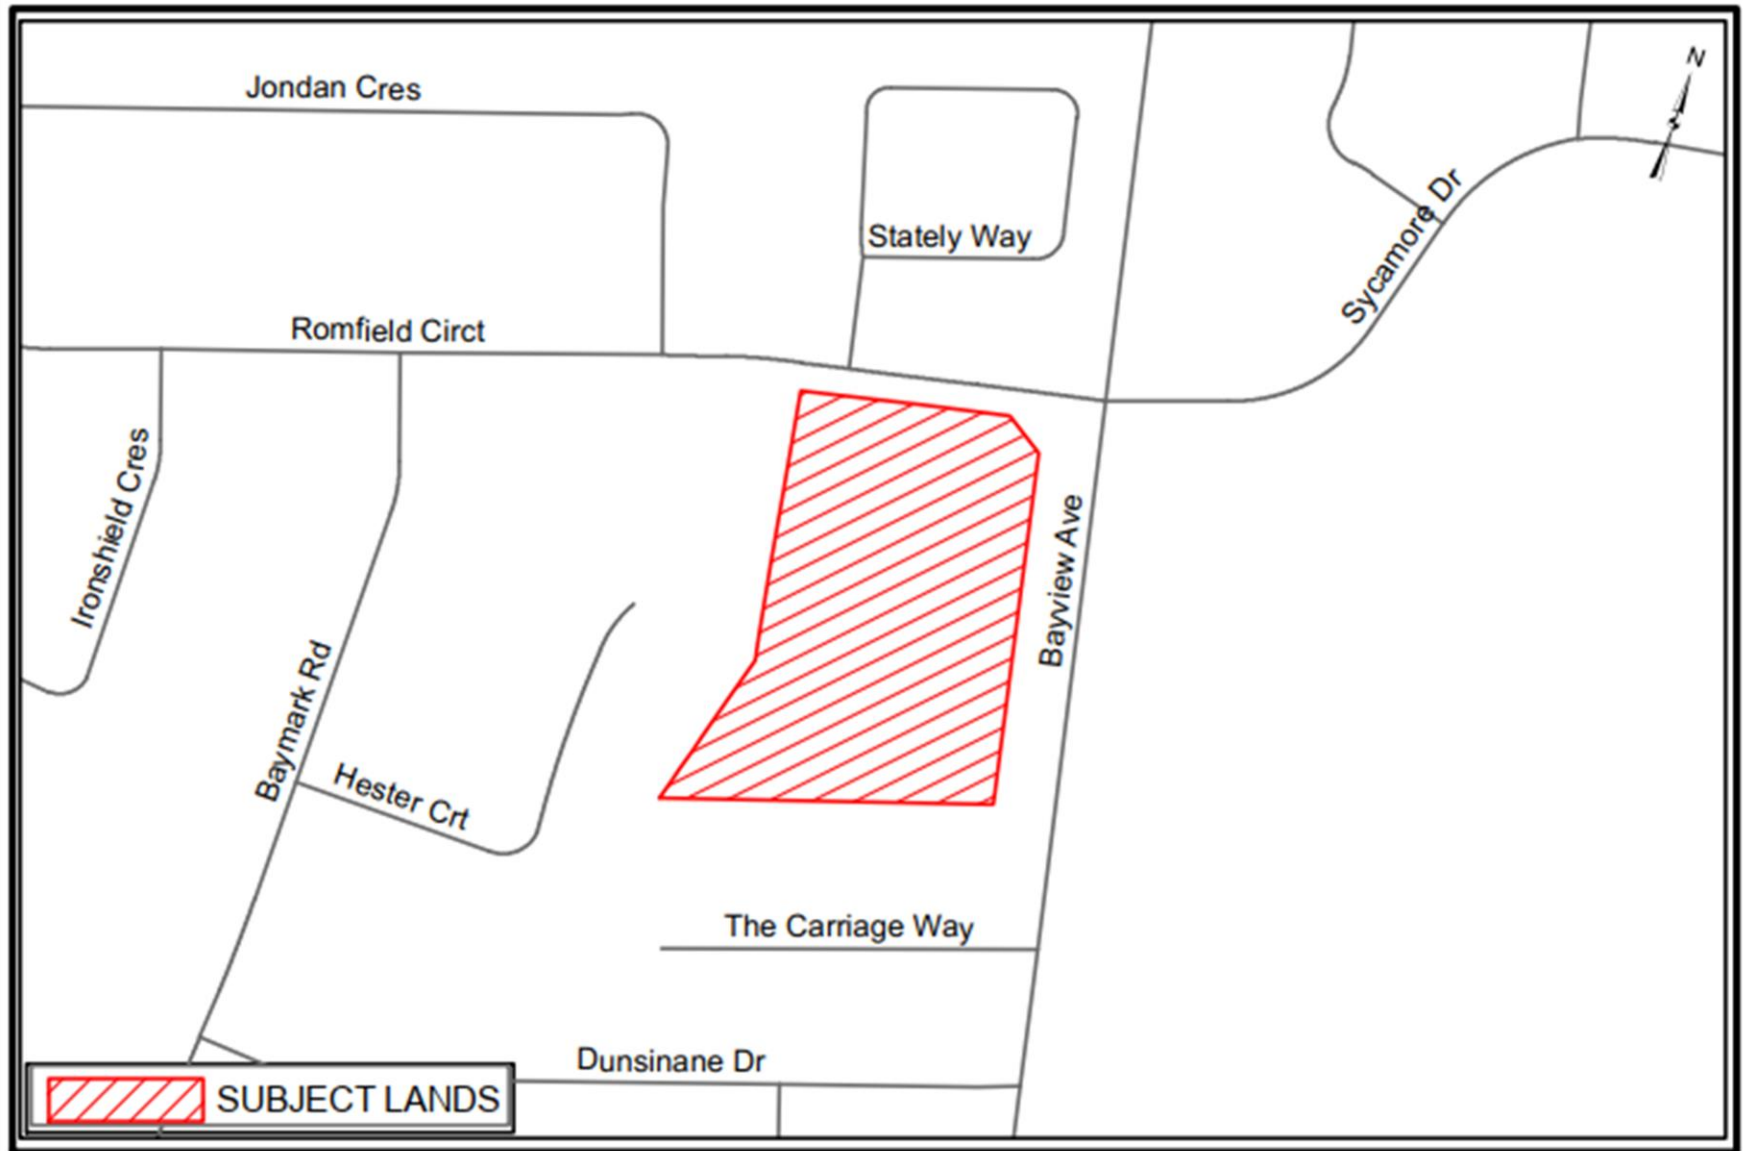 N
Jondan Cres
Stately Way
Sycamore Dr
Romfield Circt
Ironshield Cres
Bayview Ave
Baymark Rd
Hester Crt
The Carriage Way
Dunsinane Dr
SUBJECT LANDS